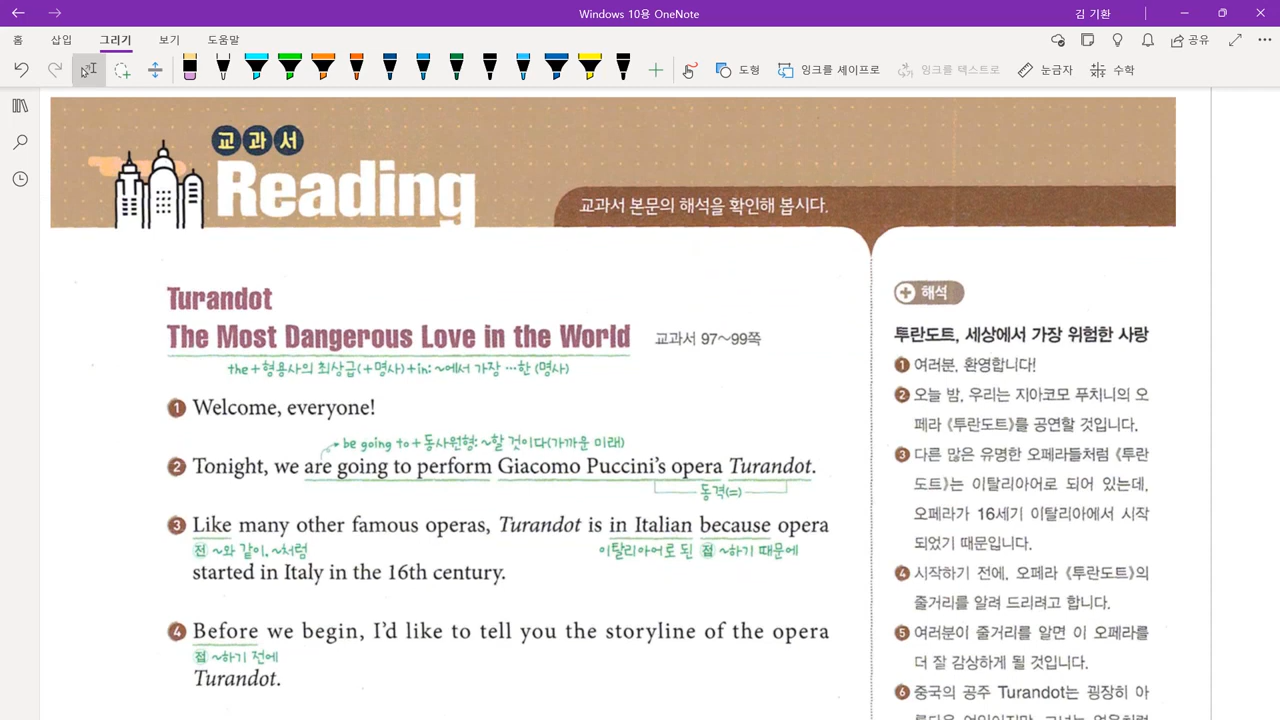 Windows 10용 OneNote
김 기환
홈 삽입 그리기 보기 도움말
공유
도형 잉크를 셰이프로 잉크를 텍스트로 눈금자 수학
교과서
Reading
교과서 본문의 해석을 확인해 봅시다.
Turandot
The Most Dangerous Love in the World 교과서 97~99쪽
the+형용사의 최상급(+명사)+in: ~에서 가장 …한 (명사)
1 Welcome, everyone!
be going to+동사원형: ~할 것이다(가까운 미래)
2 Tonight, we are going to perform Giacomo Puccini's opera Turandot.
동격(=)
3 Like many other famous operas, Turandot is in Italian because opera
전 ~와 같이, ~처럼 이탈리아어로 된 접 ~하기 때문에
started in Italy in the 16th century.
4 Before we begin, I'd like to tell you the storyline of the opera
접 ~하기 전에
Turandot.
해석
투란도트, 세상에서 가장 위험한 사랑
1 여러분, 환영합니다!
2 오늘 밤, 우리는 지아코모 푸치니의 오
페라 《투란도트》를 공연할 것입니다.
3 다른 많은 유명한 오페라들처럼 《투란
도트》는 이탈리아어로 되어 있는데,
오페라가 16세기 이탈리아에서 시작
되었기 때문입니다.
4 시작하기 전에, 오페라 《투란도트》의
줄거리를 알려 드리려고 합니다.
5 여러분이 줄거리를 알면 이 오페라를
더 잘 감상하게 될 것입니다.
6 중국의 공주 Turandot는 굉장히 아